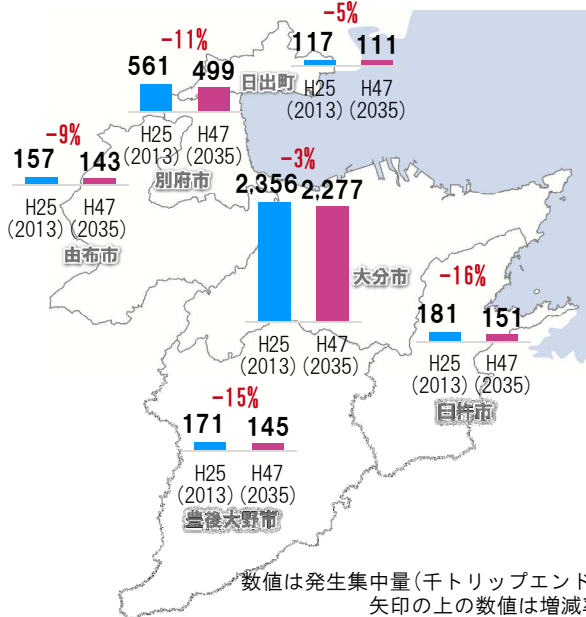 -5%
117 111
H25 H47
(2013) (2035)
日出町
-11%
561 499
H25 H47
(2013) (2035)
別府市
-9%
157 143
H25 H47
(2013) (2035)
由布市
-3%
2,356 2,277
H25 H47
(2013) (2035)
大分市
-16%
181 151
H25 H47
(2013) (2035)
臼杵市
-15%
171 145
H25 H47
(2013) (2035)
豊後大野市
数値は発生集中量(千トリップエンド
矢印の上の数値は増減率